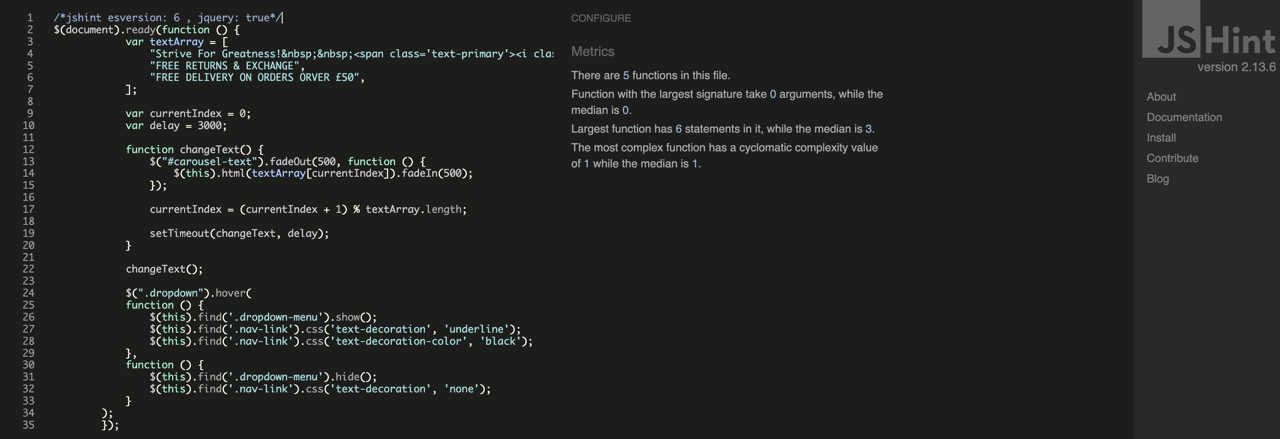 1 /*jshint esversion: 6 , jquery: true*/
2 $(document).ready(function () {
3 var textArray = [
4 "Strive For Greatness!&nbsp;&nbsp;<span class='text-primary'><i clas
5 "FREE RETURNS & EXCHANGE",
6 "FREE DELIVERY ON ORDERS ORVER £50",
7 ];
8
9 var currentIndex = 0;
10 var delay = 3000;
11
12 function changeText() {
13 $("#carousel-text").fadeOut(500, function () {
14 $(this).html(textArray[currentIndex]).fadeIn(500);
15 });
16
17 currentIndex = (currentIndex + 1) % textArray.length;
18
19 setTimeout(changeText, delay);
20 }
21
22 changeText();
23
24 $(".dropdown").hover(
25 function () {
26 $(this).find('.dropdown-menu').show();
27 $(this).find('.nav-link').css('text-decoration', 'underline');
28 $(this).find('.nav-link').css('text-decoration-color', 'black');
29 },
30 function () {
31 $(this).find('.dropdown-menu').hide();
32 $(this).find('.nav-link').css('text-decoration', 'none');
33 }
34 );
35 });
CONFIGURE
Metrics
There are 5 functions in this file.
Function with the largest signature take 0 arguments, while the
median is 0.
Largest function has 6 statements in it, while the median is 3.
The most complex function has a cyclomatic complexity value
of 1 while the median is 1.
JSHint
version 2.13.6
About
Documentation
Install
Contribute
Blog